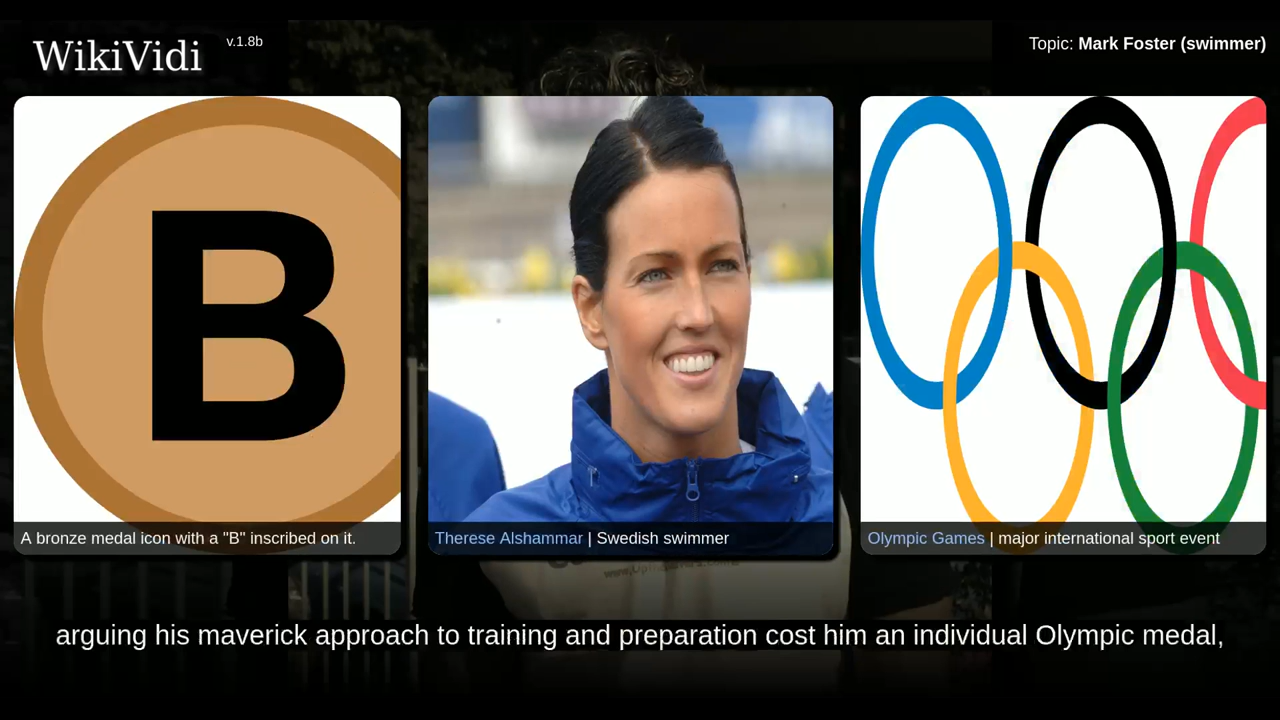 WikiVidi
v.1.8b
Topic: Mark Foster (swimmer)
B
A bronze medal icon with a "B" inscribed on it.
Therese Alshammar | Swedish swimmer
Olympic Games | major international sport event
arguing his maverick approach to training and preparation cost him an individual Olympic medal,